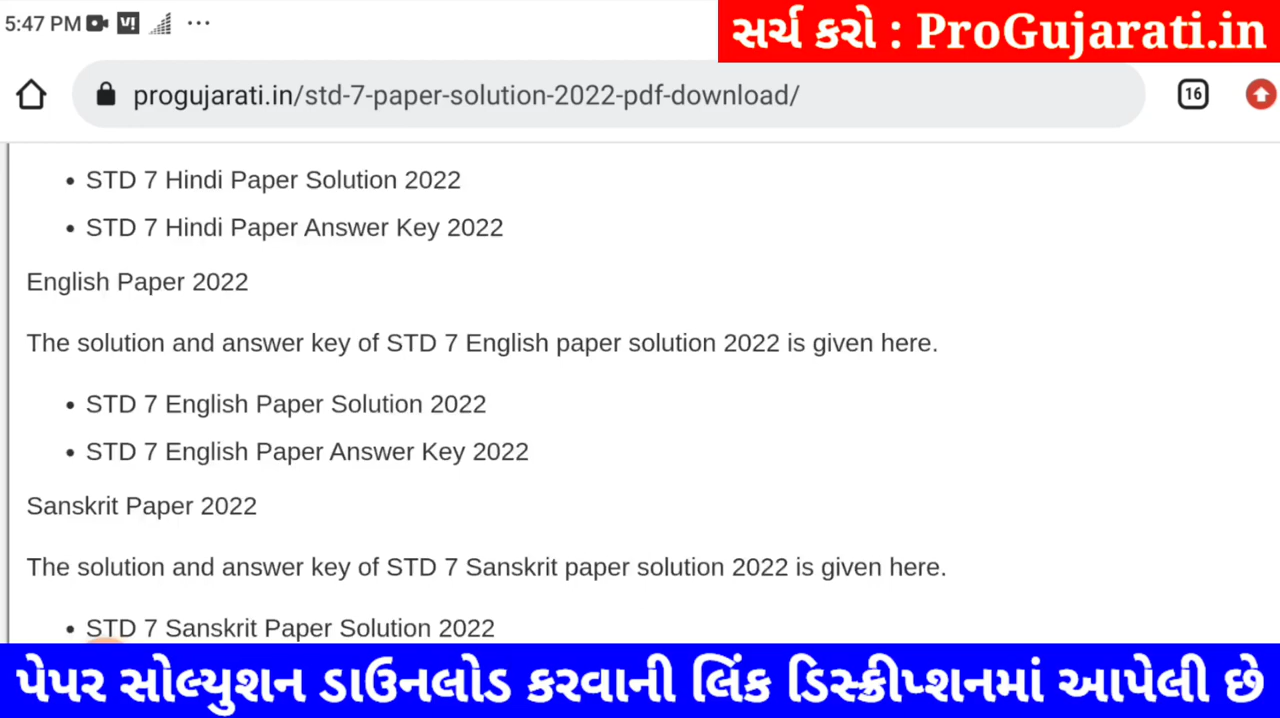 5:47 PM
સર્ચ કરો : ProGujarati.in
progujarati.in/std-7-paper-solution-2022-pdf-download/
16
• STD 7 Hindi Paper Solution 2022
• STD 7 Hindi Paper Answer Key 2022
English Paper 2022
The solution and answer key of STD 7 English paper solution 2022 is given here.
• STD 7 English Paper Solution 2022
• STD 7 English Paper Answer Key 2022
Sanskrit Paper 2022
The solution and answer key of STD 7 Sanskrit paper solution 2022 is given here.
• STD 7 Sanskrit Paper Solution 2022
પેપર સોલ્યુશન ડાઉનલોડ કરવાની લિંક ડિસ્ક્રીપ્શનમાં આપેલી છે